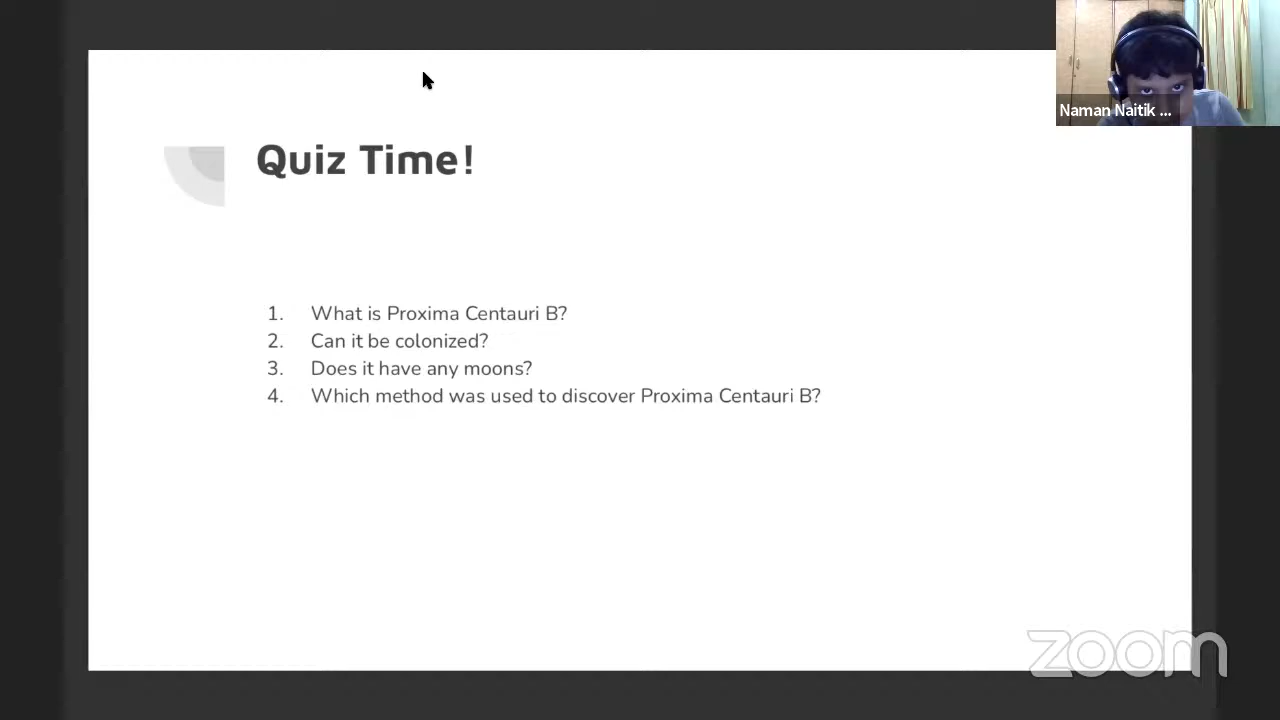 Naman Naitik ...
Quiz Time!
1. What is Proxima Centauri B?
2. Can it be colonized?
3. Does it have any moons?
4. Which method was used to discover Proxima Centauri B?
zoom